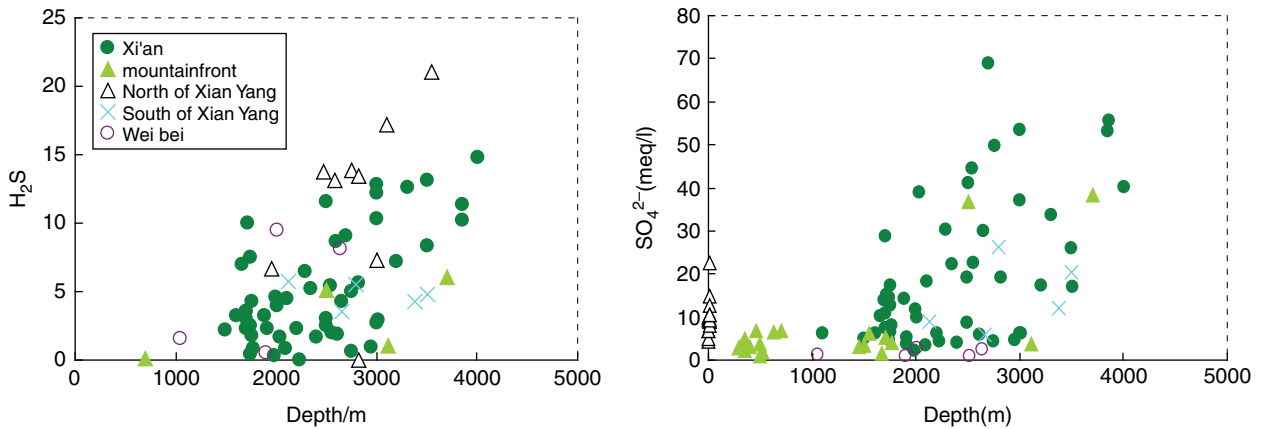 25
20
15
10
5
0
H₂S
Xi'an
mountainfront
North of Xian Yang
South of Xian Yang
Wei bei
0 1000 2000 3000 4000 5000
Depth/m
80
70
60
50
40
30
20
10
0
SO₄²⁻(meq/l)
0 1000 2000 3000 4000 5000
Depth(m)